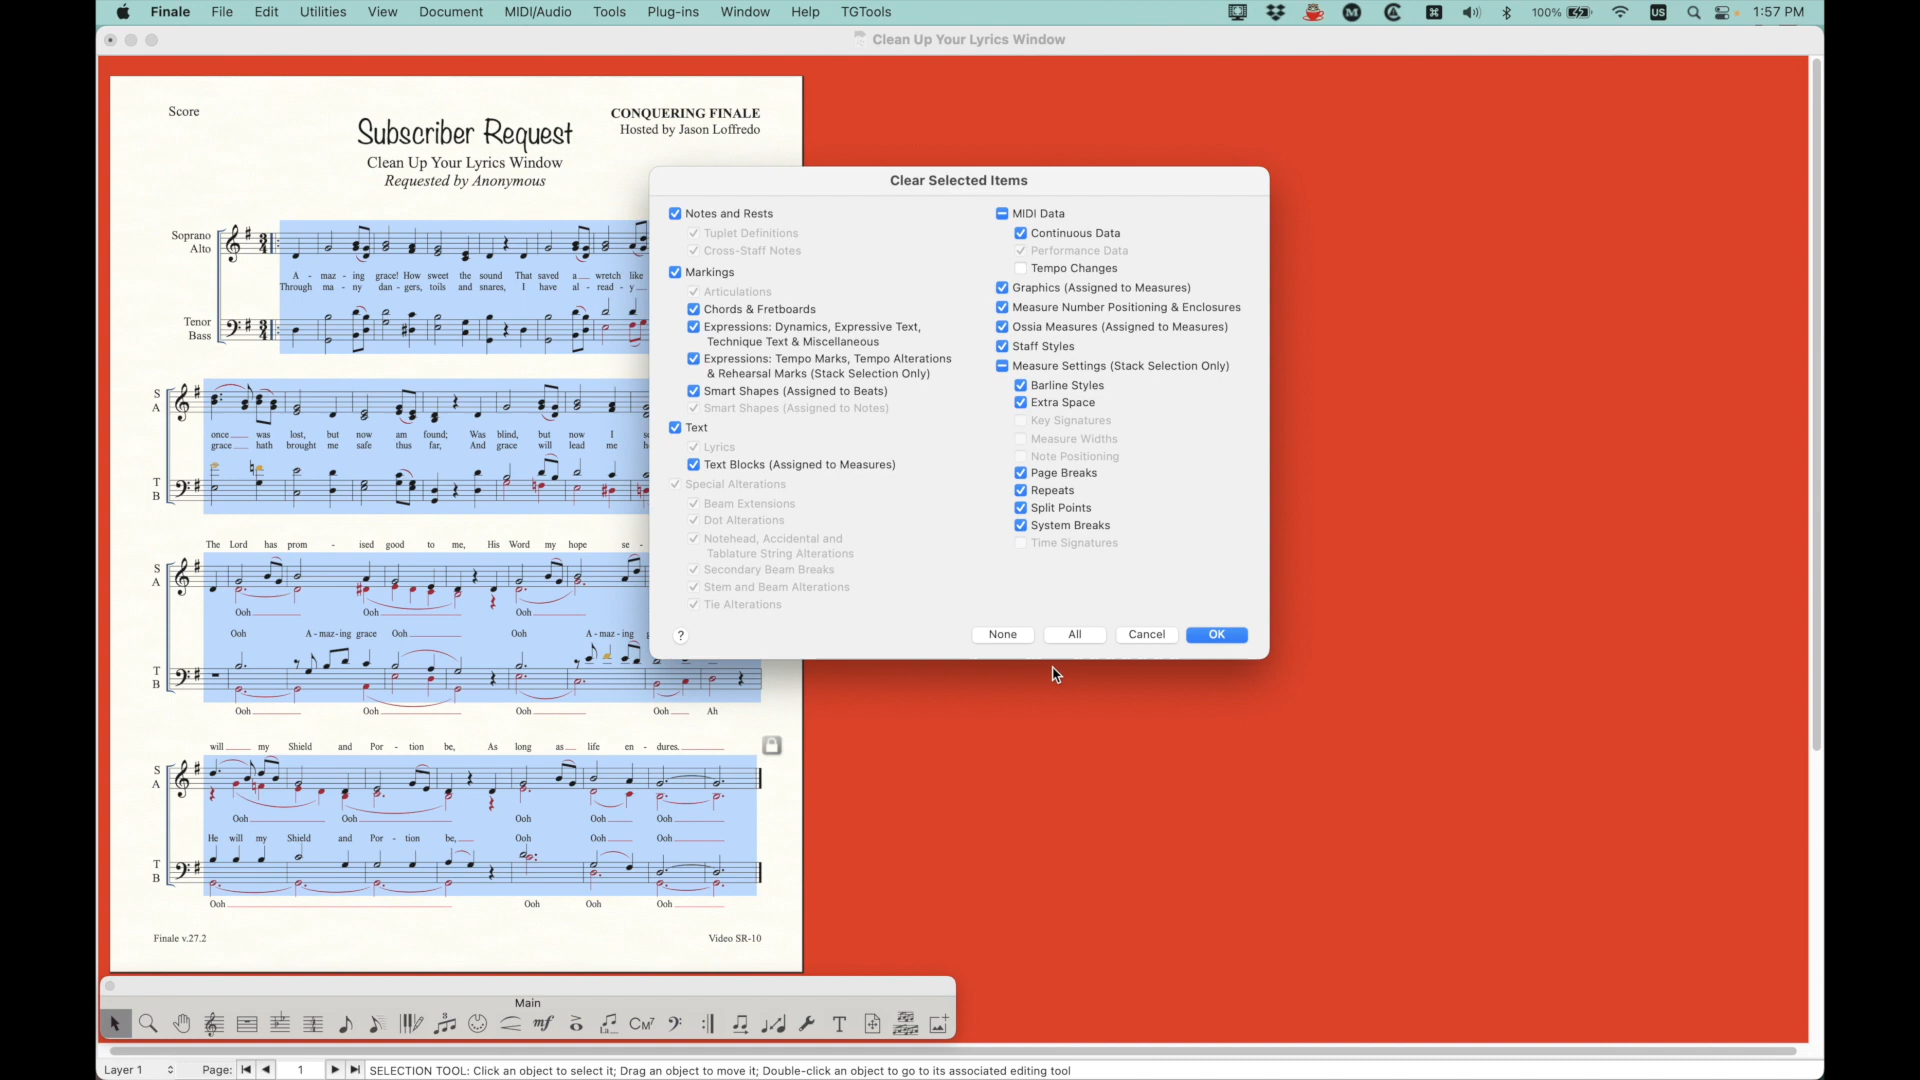 Finale File Edit Utilities View Document MIDI/Audio Tools Plug-ins Window Help TGTools 100% US 1:57 PM
Clean Up Your Lyrics Window
Score
CONQUERING FINALE
Hosted by Jason Loffredo
Subscriber Request
Clean Up Your Lyrics Window
Requested by Anonymous
Soprano
Alto
A - maz - ing grace! How sweet the sound That saved a wretch like
Through ma - ny dan - gers, toils and snares, I have al - read - y
Tenor
Bass
S
A
once was lost, but now am found; Was blind, but now I
grace hath brought me safe thus far, And grace will lead me
T
B
The Lord has prom - ised good to me, His Word my hope se -
S
A
Ooh Ooh Ooh
Ooh A - maz - ing grace Ooh Ooh A - maz - ing
T
B
Ooh Ooh Ooh Ooh Ah
will my Shield and Por - tion be, As long as life en - dures.
S
A
Ooh Ooh Ooh Ooh Ooh
He will my Shield and Por - tion be, Ooh Ooh Ooh
T
B
Ooh Ooh Ooh Ooh
Finale v.27.2
Video SR-10
Clear Selected Items
Notes and Rests
Tuplet Definitions
Cross-Staff Notes
Markings
Articulations
Chords & Fretboards
Expressions: Dynamics, Expressive Text,
Technique Text & Miscellaneous
Expressions: Tempo Marks, Tempo Alterations
& Rehearsal Marks (Stack Selection Only)
Smart Shapes (Assigned to Beats)
Smart Shapes (Assigned to Notes)
Text
Lyrics
Text Blocks (Assigned to Measures)
Special Alterations
Beam Extensions
Dot Alterations
Notehead, Accidental and
Tablature String Alterations
Secondary Beam Breaks
Stem and Beam Alterations
Tie Alterations
MIDI Data
Continuous Data
Performance Data
Tempo Changes
Graphics (Assigned to Measures)
Measure Number Positioning & Enclosures
Ossia Measures (Assigned to Measures)
Staff Styles
Measure Settings (Stack Selection Only)
Barline Styles
Extra Space
Key Signatures
Measure Widths
Note Positioning
Page Breaks
Repeats
Split Points
System Breaks
Time Signatures
? None All Cancel OK
Main
CM7
Layer 1 Page: 1 SELECTION TOOL: Click an object to select it; Drag an object to move it; Double-click an object to go to its associated editing tool